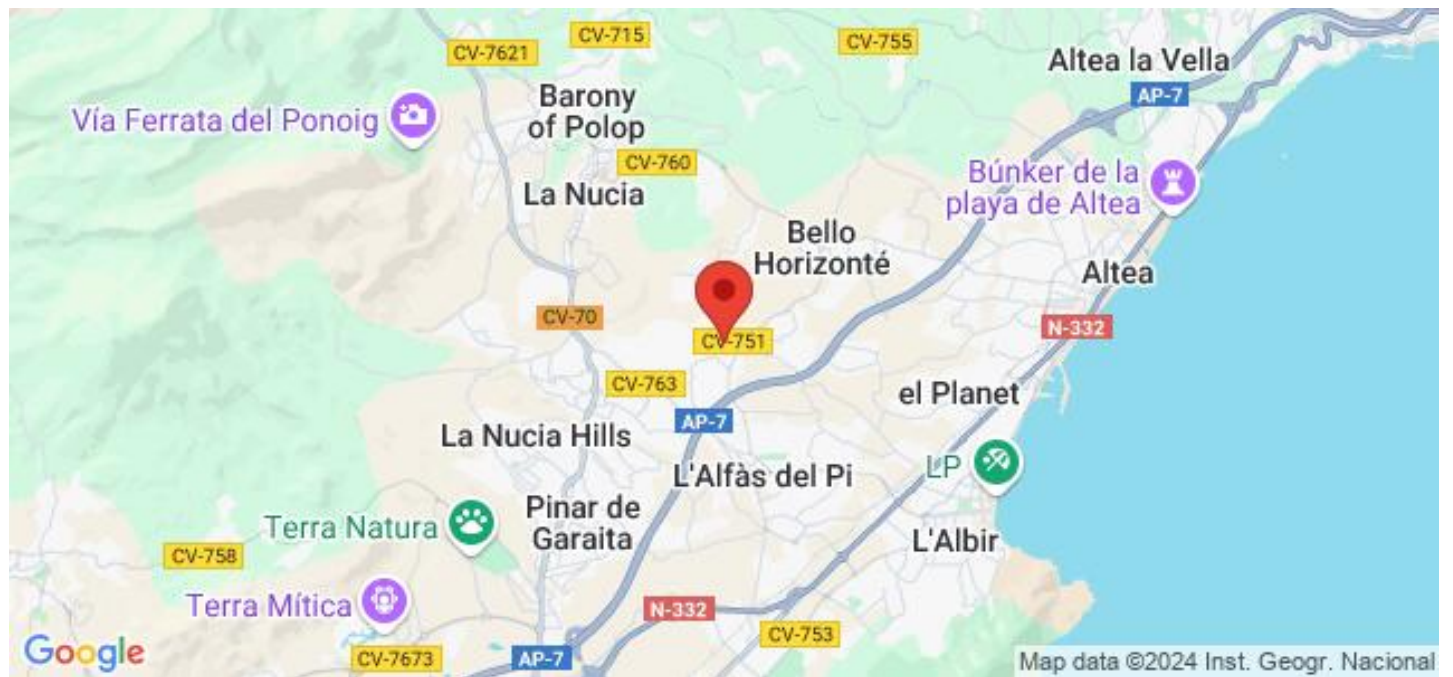 CV-715
CV-7621
CV-755
Altea la Vella
AP-7
Barony
of Polop
Vía Ferrata del Ponoig
CV-760
Búnker de la
playa de Altea
La Nucia
Bello
Horizonté
Altea
CV-70
N-332
CV-751
CV-763
el Planet
AP-7
La Nucia Hills
LP
L'Alfàs del Pi
Pinar de
Garaita
Terra Natura
L'Albir
CV-758
Terra Mítica
N-332
CV-753
Google
CV-7673
AP-7
Map data ©2024 Inst. Geogr. Nacional